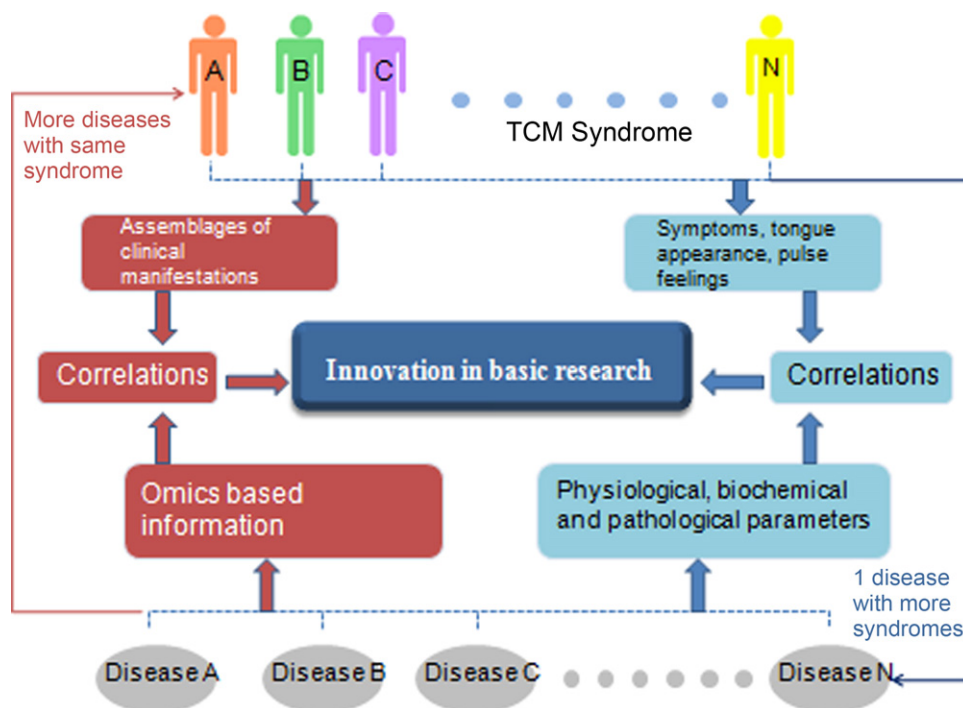 A
B
C
N
TCM Syndrome
More diseases
with same
syndrome
Assemblages of
clinical
manifestations
Symptoms, tongue
appearance, pulse
feelings
Correlations
Innovation in basic research
Correlations
Omics based
information
Physiological, biochemical
and pathological parameters
1 disease
with more
syndromes
Disease A
Disease B
Disease C
Disease N